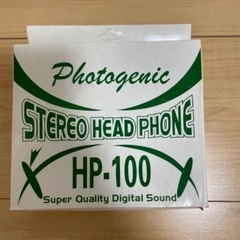 Photogenic
STEREO HEAD PHONE
HP-100
Super Quality Digital Sound